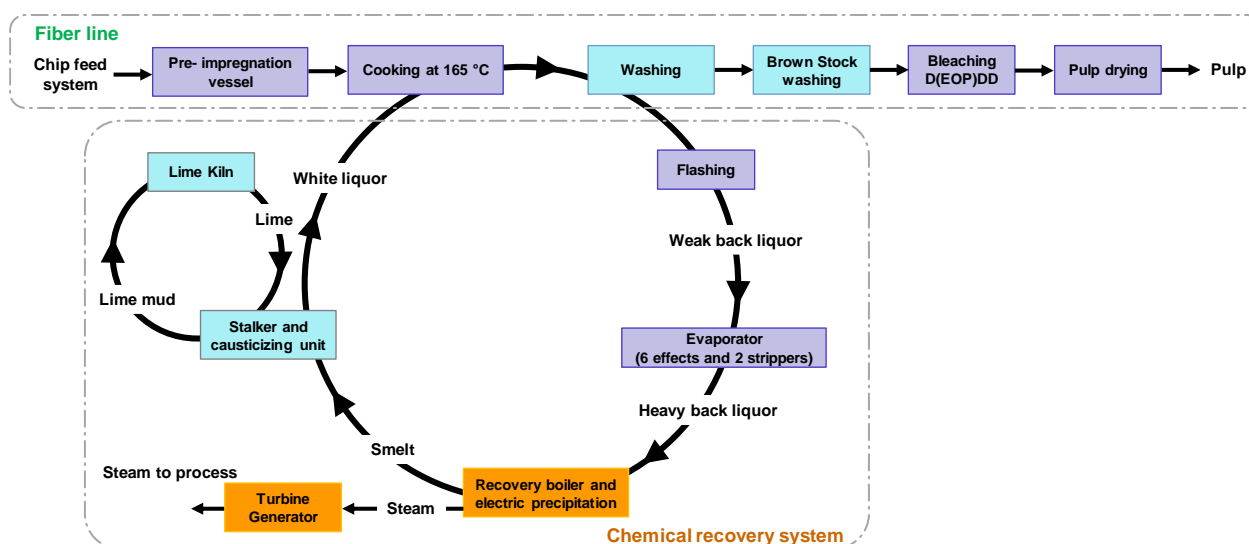 Fiber line
Chip feed
system
Pre- impregnation
vessel
Cooking at 165 °C
Washing
Brown Stock
washing
Bleaching
D(EOP)DD
Pulp drying
Pulp
Lime Kiln
White liquor
Flashing
Lime
Weak back liquor
Lime mud
Stalker and
causticizing unit
Evaporator
(6 effects and 2 strippers)
Heavy back liquor
Smelt
Steam to process
Turbine
Generator
Steam
Recovery boiler and
electric precipitation
Chemical recovery system